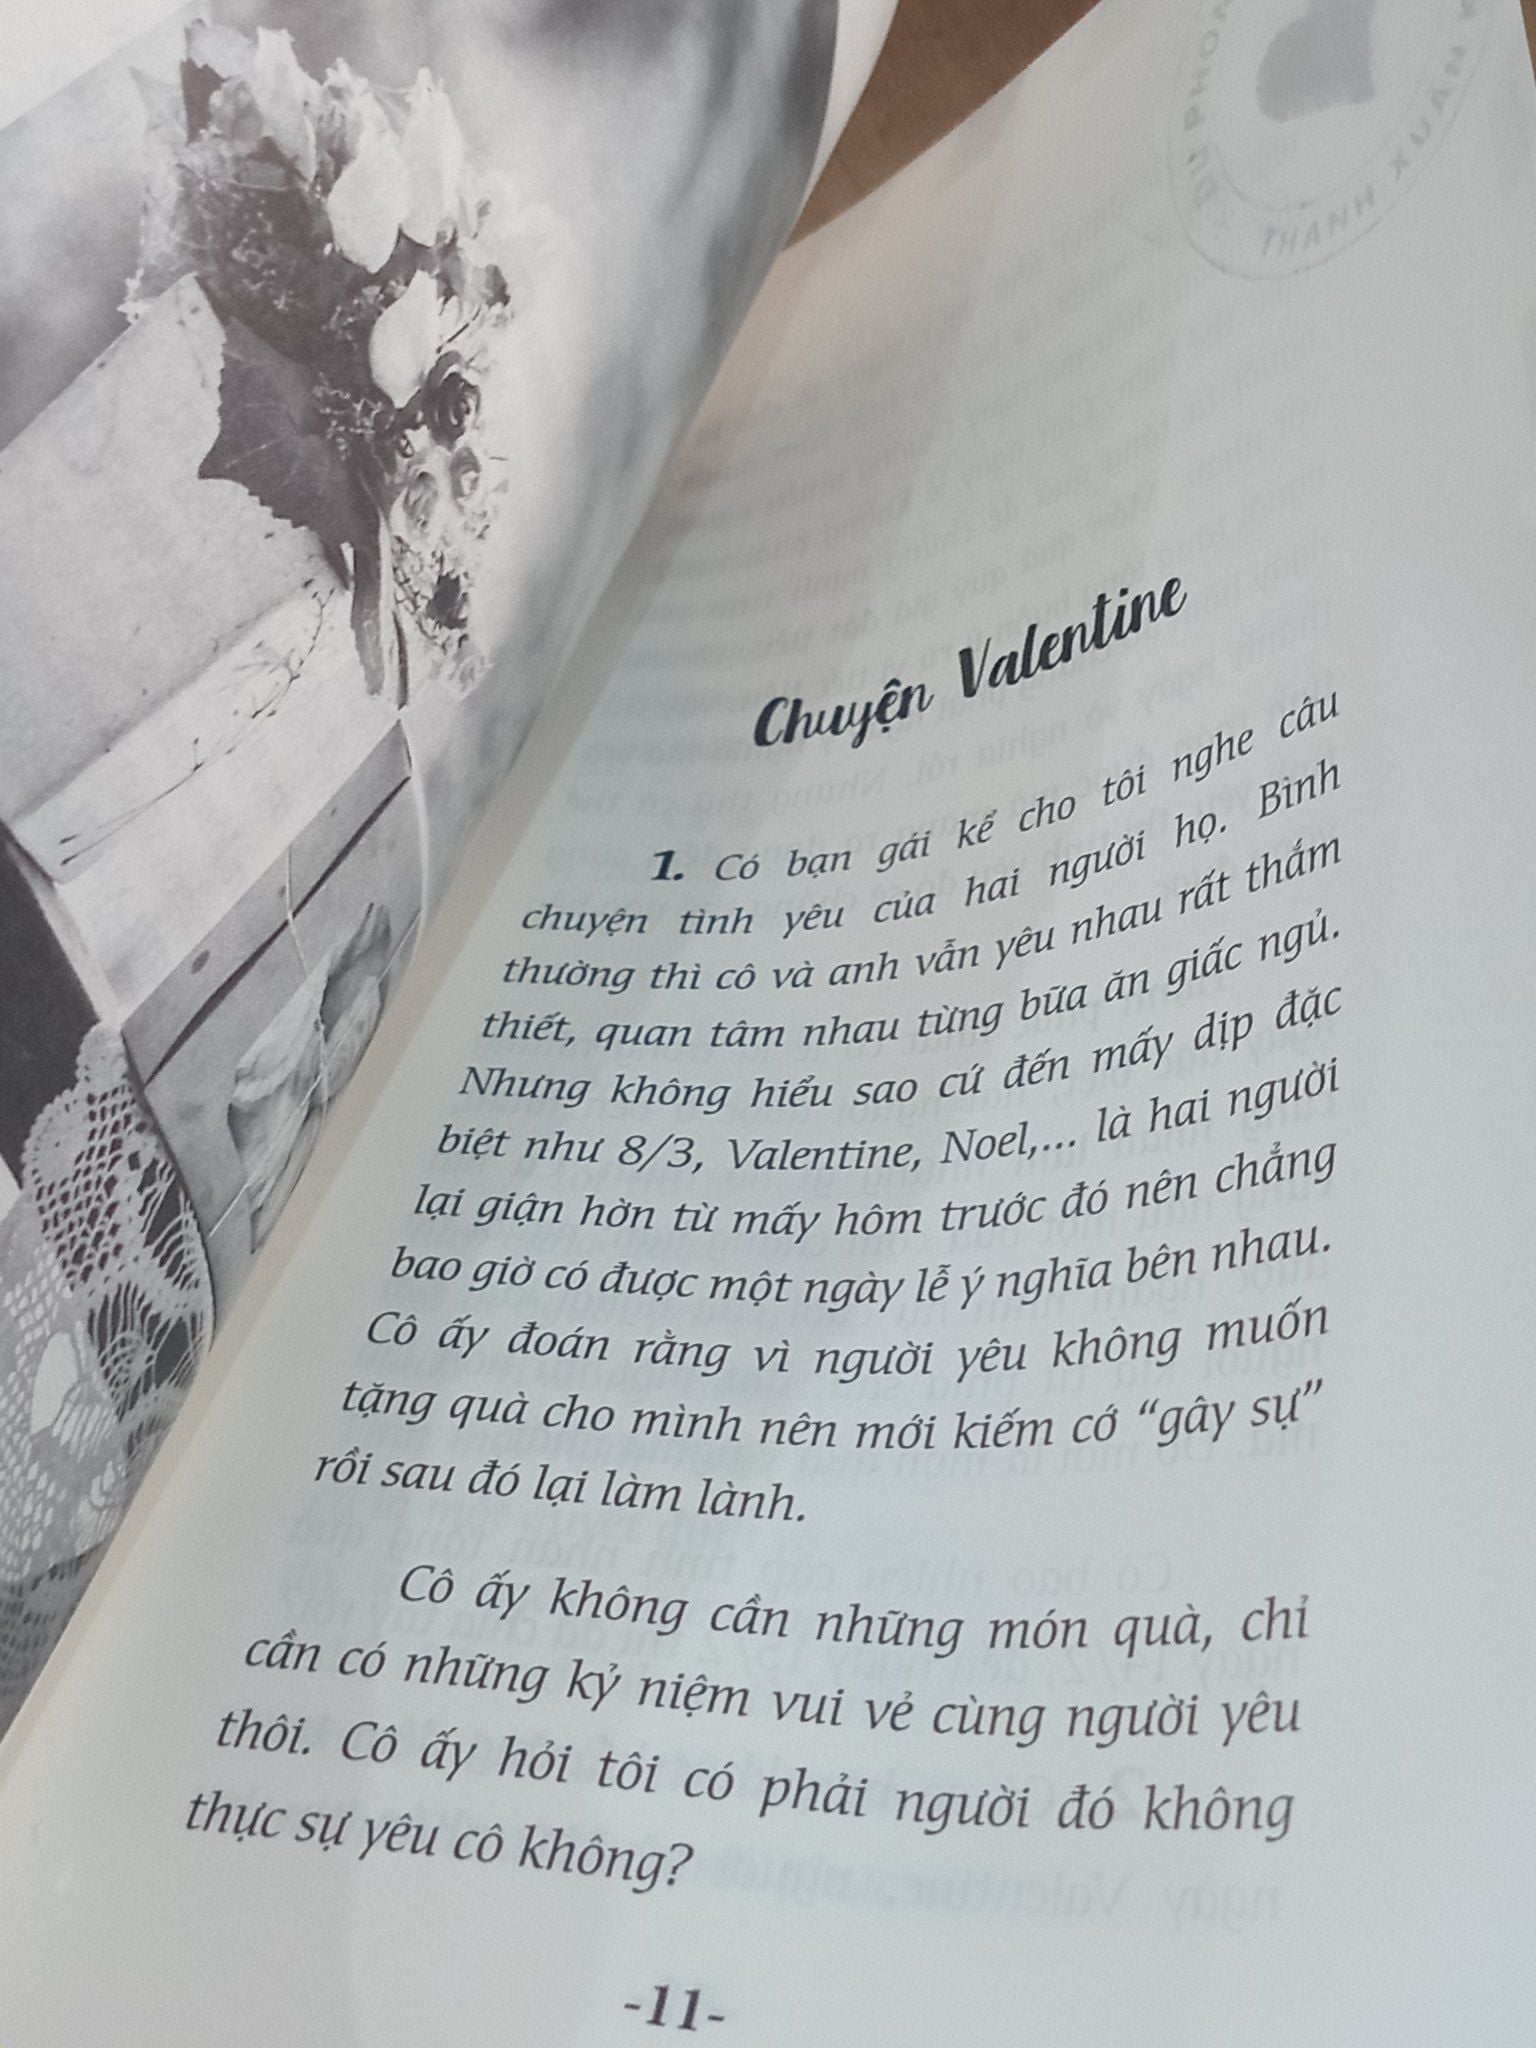 PHON
THANH XUÂN
Chuyện Valentine
1. Có bạn gái kể cho tôi nghe câu
chuyện tình yêu của hai người họ. Bình
thường thì cô và anh vẫn yêu nhau rất thắm
thiết, quan tâm nhau từng bữa ăn giấc ngủ.
Nhưng không hiểu sao cứ đến mấy dịp đặc
biệt như 8/3, Valentine, Noel,... là hai người
lại giận hờn từ mấy hôm trước đó nên chẳng
bao giờ có được một ngày lễ ý nghĩa bên nhau.
Cô ấy đoán rằng vì người yêu không muốn
tặng quà cho mình nên mới kiếm cớ “gây sự”
rồi sau đó lại làm lành.
Cô ấy không cần những món quà, chỉ
cần có những kỷ niệm vui vẻ cùng người yêu
thôi. Cô ấy hỏi tôi có phải người đó không
thực sự yêu cô không?
-11-